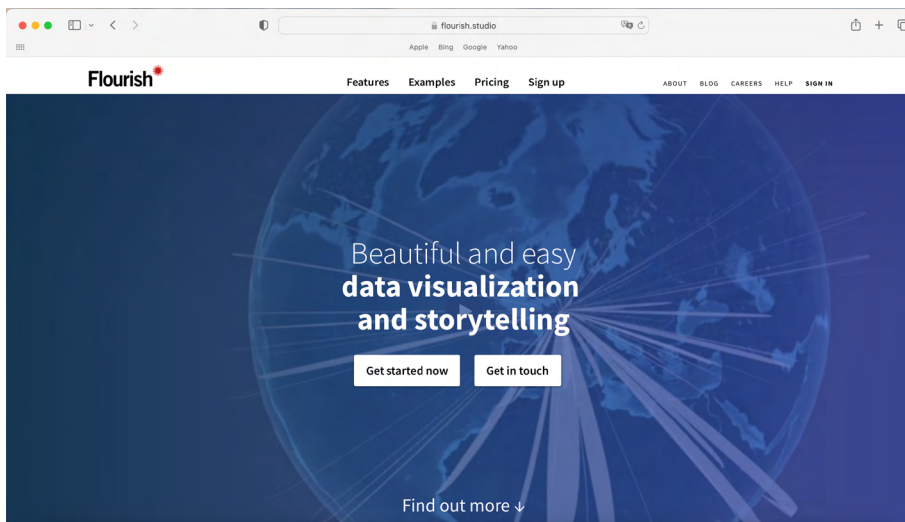 flourish.studio
Apple Bing Google Yahoo
Flourish
Features Examples Pricing Sign up
ABOUT BLOG CAREERS HELP SIGN IN
Beautiful and easy
data visualization
and storytelling
Get started now Get in touch
Find out more ↓